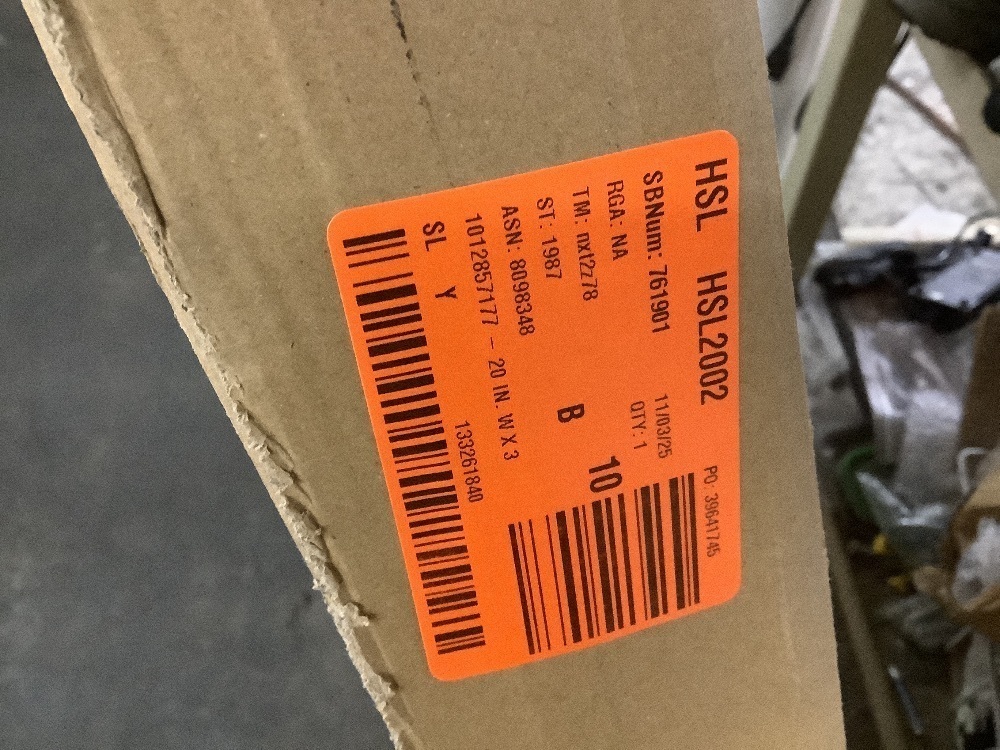 HSL HSL2002 PO: 39641745
SBNum: 761901 11/03/25
RGA: NA QTY: 1
TM: nxt2z78 10
ST: 1987 B
ASN: 8098348
1012857177 - 20 IN. W X 3
SL Y 133261840